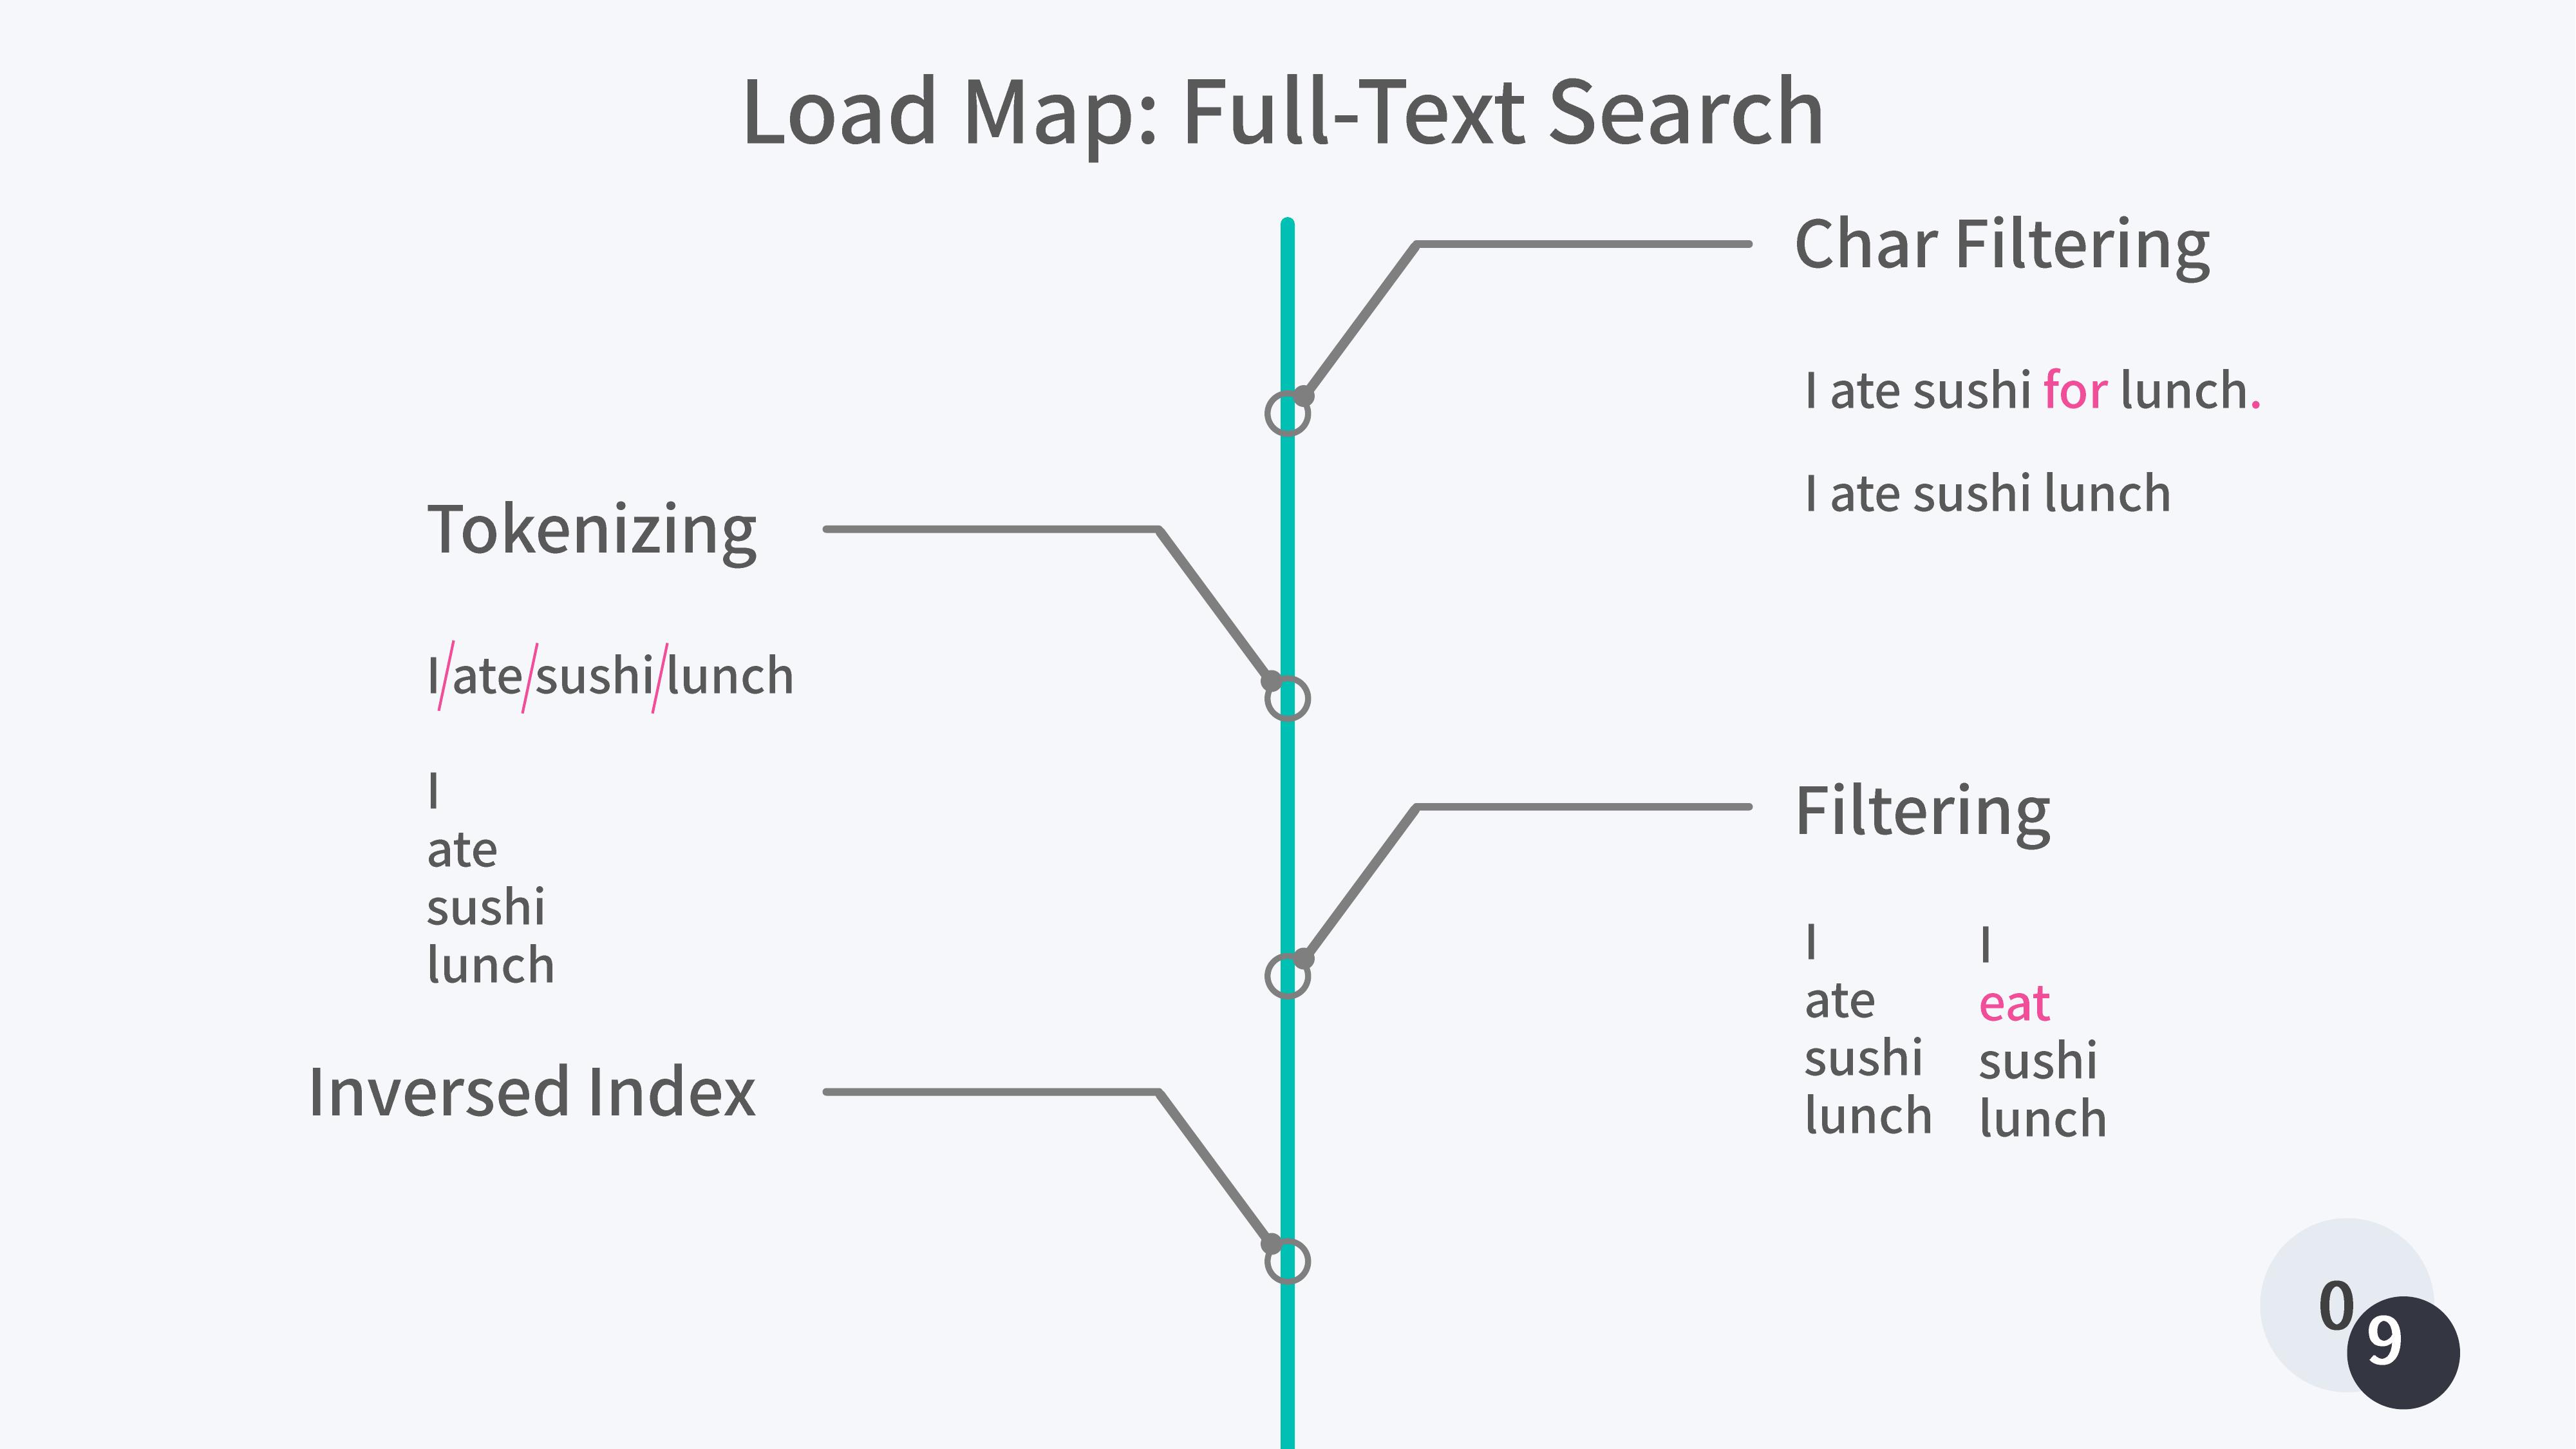 Load Map: Full-Text Search
Char Filtering
I ate sushi for lunch.
I ate sushi lunch
Tokenizing
I/ate/sushi/lunch
I
ate
sushi
lunch
Filtering
I
ate
sushi
lunch
I
eat
sushi
lunch
Inversed Index
09